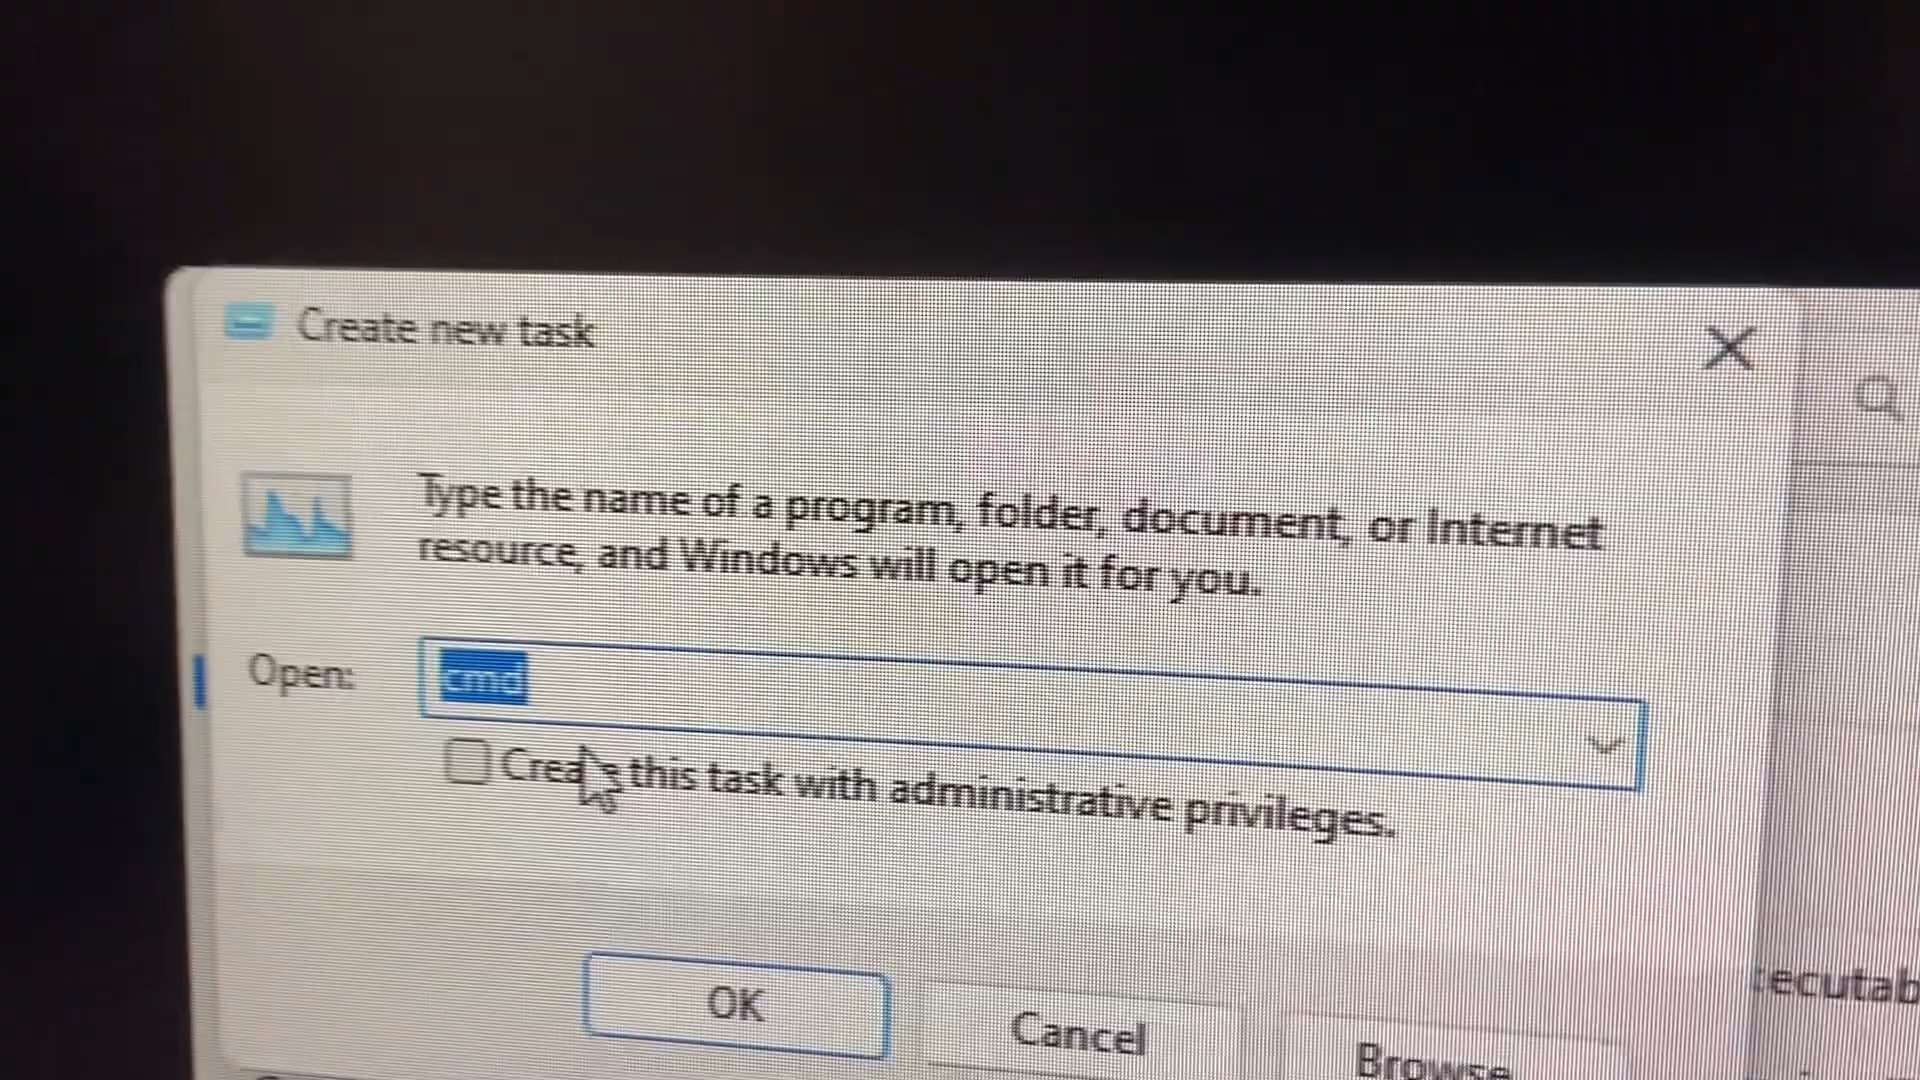 Create new task
Type the name of a program, folder, document, or Internet
resource, and Windows will open it for you.
Open:
cmd
this task with administrative privileges.
OK
Cancel
Browse